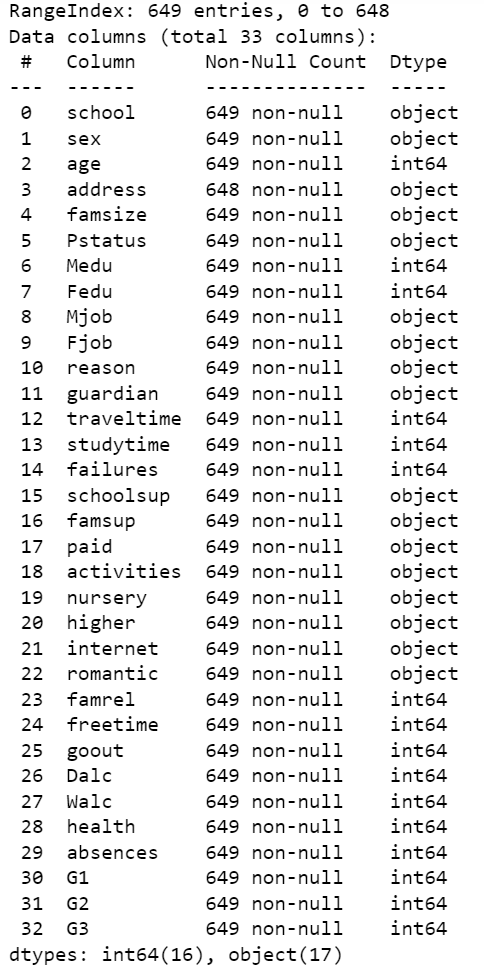 RangeIndex: 649 entries, 0 to 648
Data columns (total 33 columns):
 #   Column      Non-Null Count  Dtype
---  ------      --------------  -----
 0   school      649 non-null    object
 1   sex         649 non-null    object
 2   age         649 non-null    int64
 3   address     648 non-null    object
 4   famsize     649 non-null    object
 5   Pstatus     649 non-null    object
 6   Medu        649 non-null    int64
 7   Fedu        649 non-null    int64
 8   Mjob        649 non-null    object
 9   Fjob        649 non-null    object
 10  reason      649 non-null    object
 11  guardian    649 non-null    object
 12  traveltime  649 non-null    int64
 13  studytime   649 non-null    int64
 14  failures    649 non-null    int64
 15  schoolsup   649 non-null    object
 16  famsup      649 non-null    object
 17  paid        649 non-null    object
 18  activities  649 non-null    object
 19  nursery     649 non-null    object
 20  higher      649 non-null    object
 21  internet    649 non-null    object
 22  romantic    649 non-null    object
 23  famrel      649 non-null    int64
 24  freetime    649 non-null    int64
 25  goout       649 non-null    int64
 26  Dalc        649 non-null    int64
 27  Walc        649 non-null    int64
 28  health      649 non-null    int64
 29  absences    649 non-null    int64
 30  G1          649 non-null    int64
 31  G2          649 non-null    int64
 32  G3          649 non-null    int64
dtypes: int64(16), object(17)